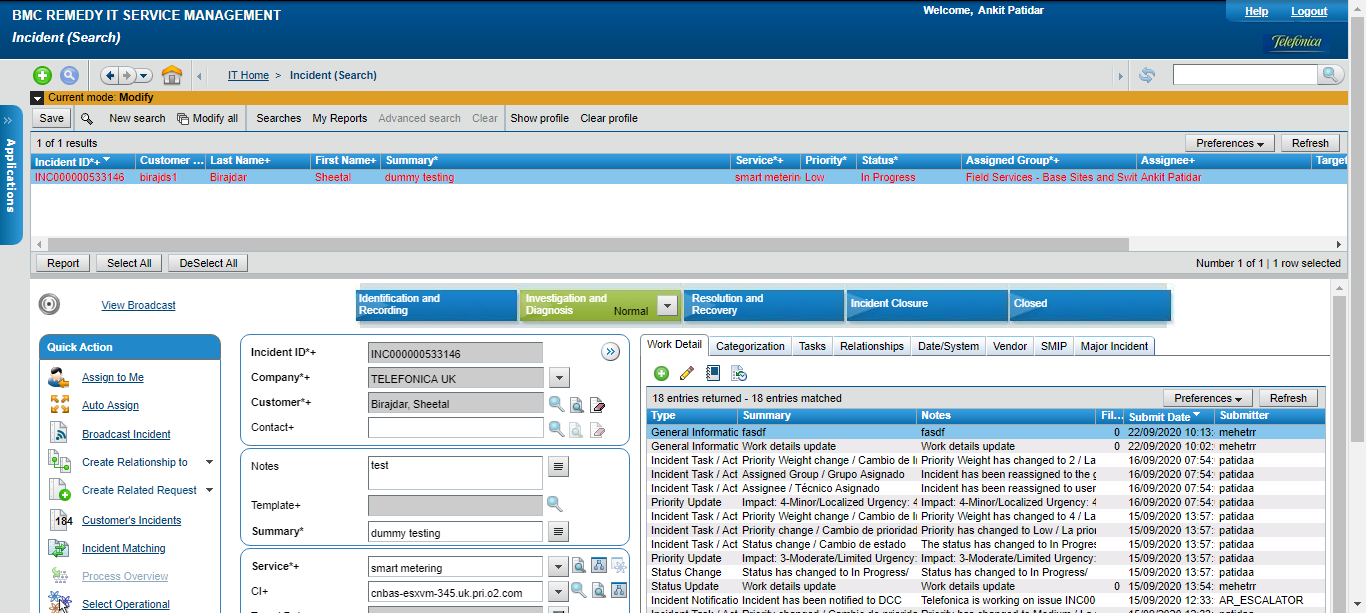 BMC REMEDY IT SERVICE MANAGEMENT
Welcome, Ankit Patidar
Help Logout
Incident (Search)
Telefónica
IT Home > Incident (Search)
Current mode: Modify
Save New search Modify all Searches My Reports Advanced search Clear Show profile Clear profile
1 of 1 results Preferences Refresh
Incident ID*+ Customer ... Last Name+ First Name+ Summary* Service*+ Priority* Status* Assigned Group*+ Assignee+ Target
INC000000533146 birajds1 Birajdar Sheetal dummy testing smart meterin Low In Progress Field Services - Base Sites and Swit Ankit Patidar
Applications
Report Select All DeSelect All Number 1 of 1 | 1 row selected
View Broadcast
Identification and Recording
Investigation and Diagnosis Normal
Resolution and Recovery
Incident Closure
Closed
Quick Action
Assign to Me
Auto Assign
Broadcast Incident
Create Relationship to
Create Related Request
184 Customer's Incidents
Incident Matching
Process Overview
Select Operational
Incident ID*+ INC000000533146
Company*+ TELEFONICA UK
Customer*+ Birajdar, Sheetal
Contact+
Notes test
Template+
Summary* dummy testing
Service*+ smart metering
CI+ cnbas-esxvm-345.uk.pri.o2.com
Work Detail Categorization Tasks Relationships Date/System Vendor SMIP Major Incident
18 entries returned - 18 entries matched Preferences Refresh
Type Summary Notes Fil... Submit Date Submitter
General Informatic fasdf fasdf 0 22/09/2020 10:13: mehetrr
General Informatic Work details update Work details update 0 22/09/2020 10:02: mehetrr
Incident Task / Act Priority Weight change / Cambio de I Priority Weight has changed to 2 / La 16/09/2020 07:54: patidaa
Incident Task / Act Assigned Group / Grupo Asignado Incident has been reassigned to the g 16/09/2020 07:54: patidaa
Incident Task / Act Assignee / Técnico Asignado Incident has been reassigned to user 16/09/2020 07:54: patidaa
Priority Update Impact: 4-Minor/Localized Urgency: 4 Impact: 4-Minor/Localized Urgency: 16/09/2020 07:54: patidaa
Incident Task / Act Priority Weight change / Cambio de I Priority Weight has changed to 4 / La 15/09/2020 13:57: patidaa
Incident Task / Act Priority change / Cambio de prioridad Priority has changed to Low / La prior 15/09/2020 13:57: patidaa
Incident Task / Act Status change / Cambio de estado The status has changed to In Progres 15/09/2020 13:57: patidaa
Priority Update Impact: 3-Moderate/Limited Urgency: Impact: 3-Moderate/Limited Urgency: 15/09/2020 13:57: patidaa
Status Change Status has changed to In Progress/ Status has changed to In Progress/ 15/09/2020 13:57: patidaa
Status Update Work details update Work details update 0 15/09/2020 13:54: mehetrr
Incident Notificatio Incident has been notified to DCC Telefonica is working on issue INC00 15/09/2020 12:33: AR_ESCALATOR